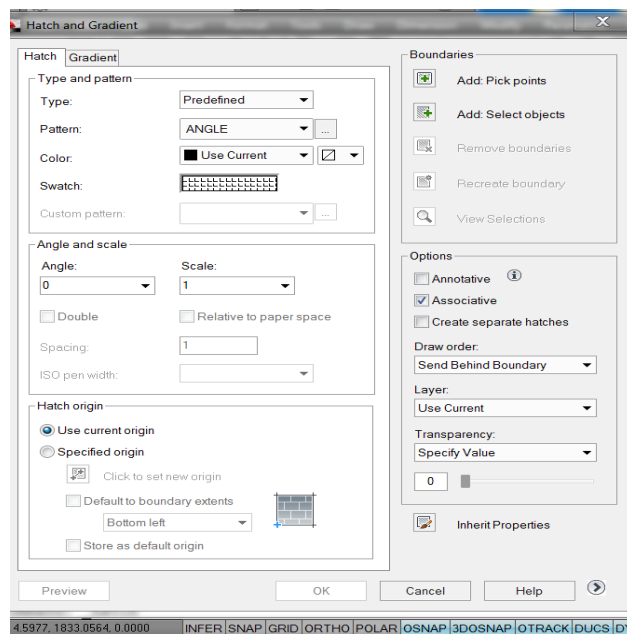 Hatch and Gradient
Hatch Gradient
Type and pattern
Type: Predefined
Pattern: ANGLE ...
Color: Use Current
Swatch:
Custom pattern: ...
Angle and scale
Angle: Scale:
0 1
Double Relative to paper space
Spacing: 1
ISO pen width:
Hatch origin
Use current origin
Specified origin
Click to set new origin
Default to boundary extents
Bottom left
Store as default origin
Boundaries
Add: Pick points
Add: Select objects
Remove boundaries
Recreate boundary
View Selections
Options
Annotative
Associative
Create separate hatches
Draw order:
Send Behind Boundary
Layer:
Use Current
Transparency:
Specify Value
0
Inherit Properties
Preview OK Cancel Help
4.5977, 1833.0564, 0.0000 INFER SNAP GRID ORTHO POLAR OSNAP 3DOSNAP OTRACK DUCS